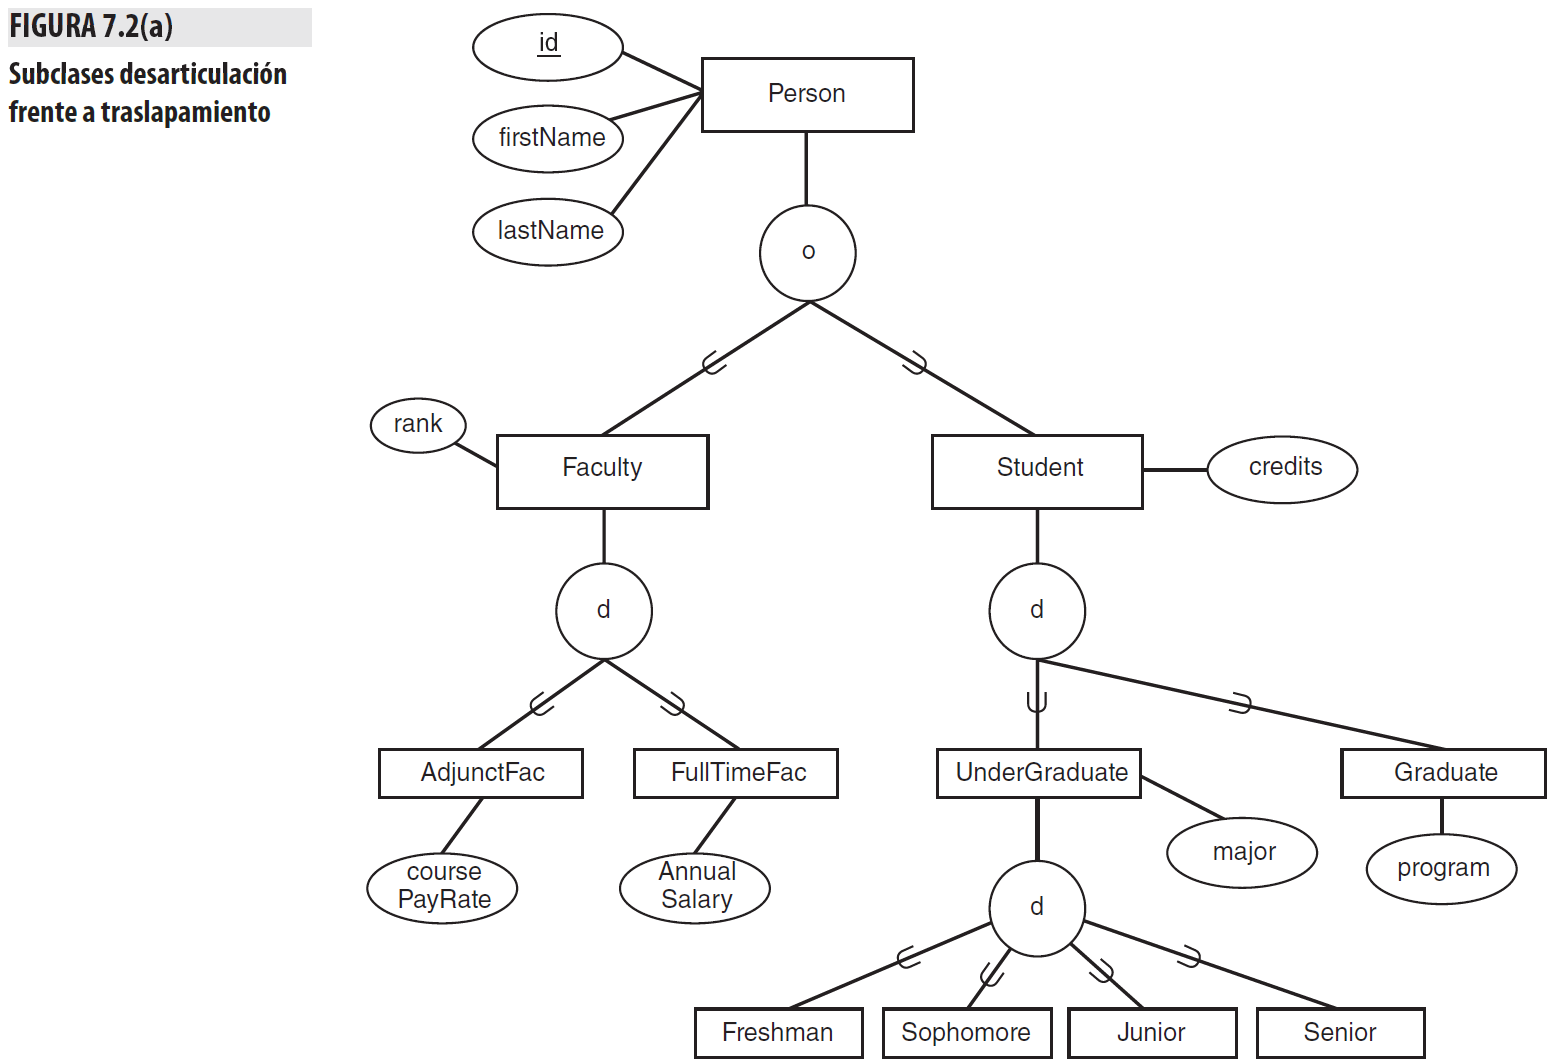 FIGURA 7.2(a)
Subclases desarticulación
frente a traslapamiento
id
Person
firstName
lastName
o
rank
Faculty
Student
credits
d
d
AdjunctFac
FullTimeFac
UnderGraduate
Graduate
course
PayRate
Annual
Salary
major
program
d
Freshman
Sophomore
Junior
Senior